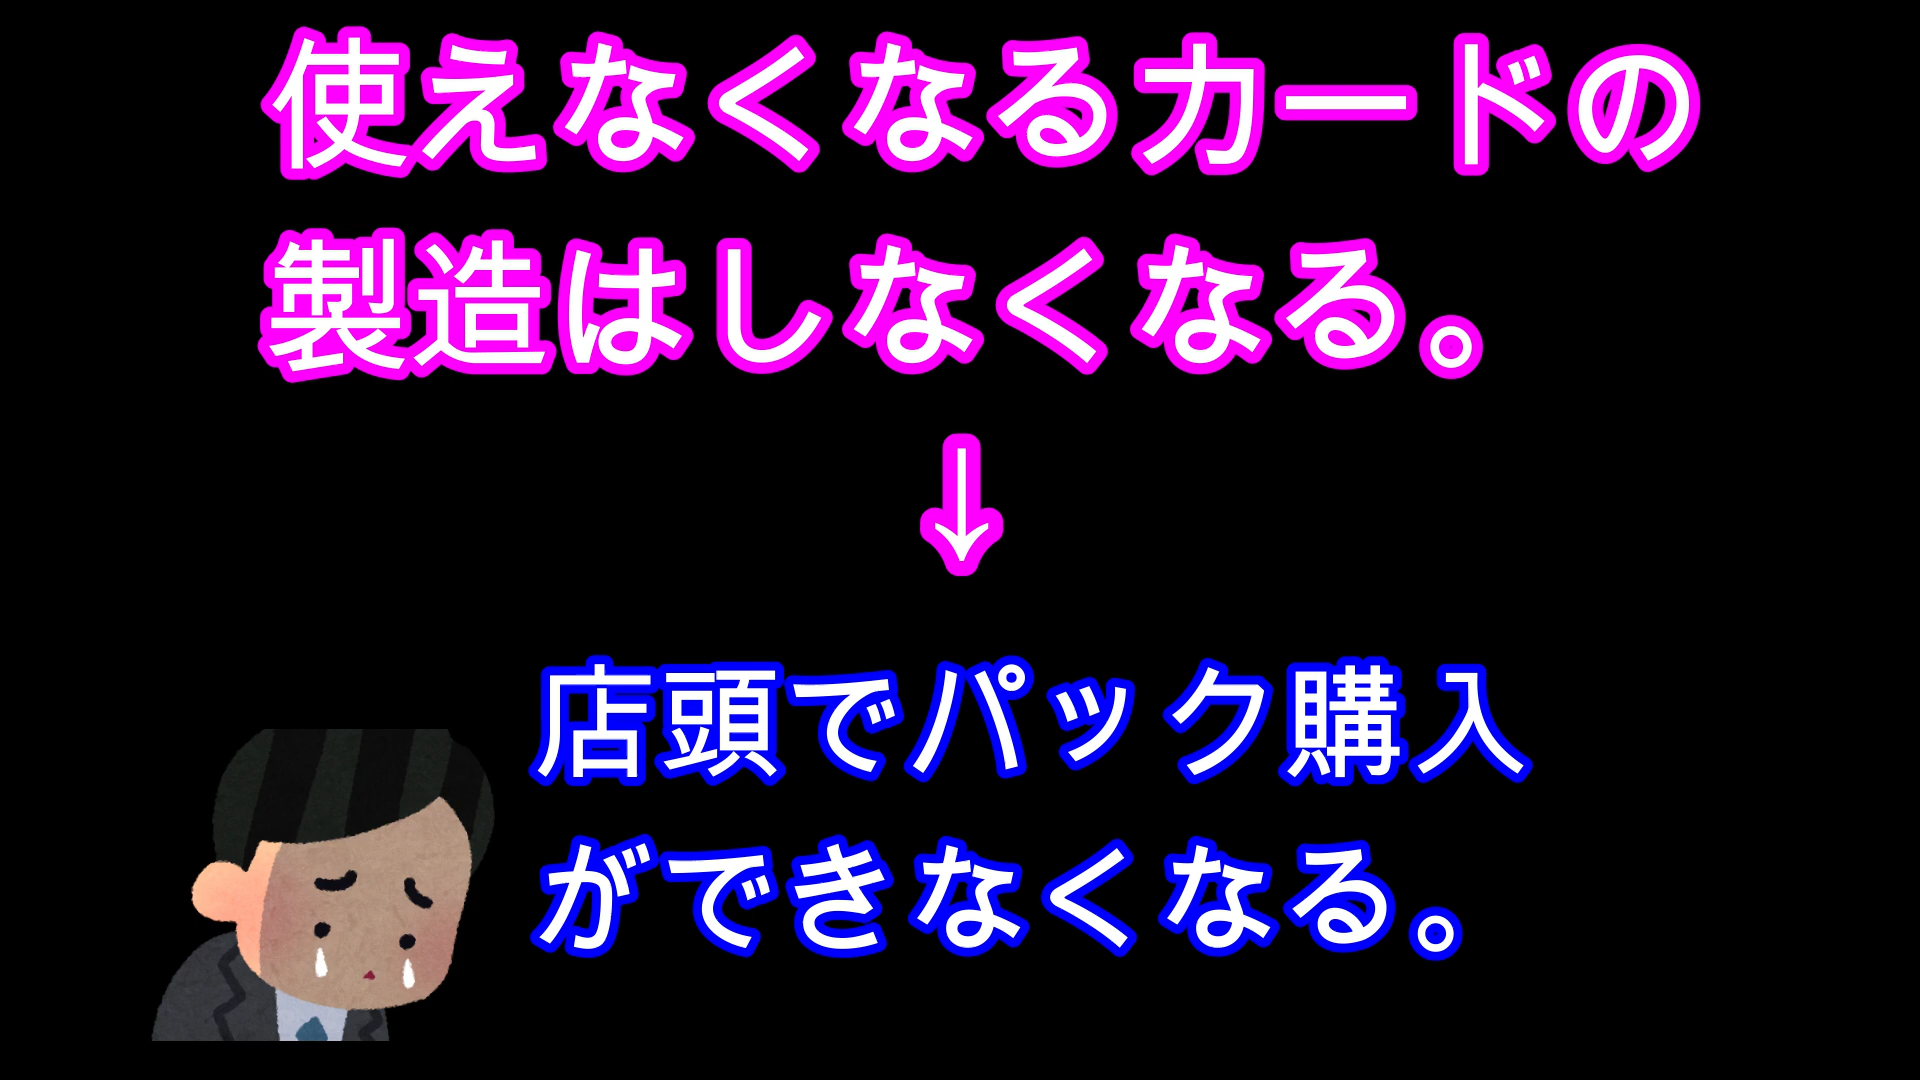 使えなくなるカードの
製造はしなくなる。
↓
店頭でパック購入
ができなくなる。